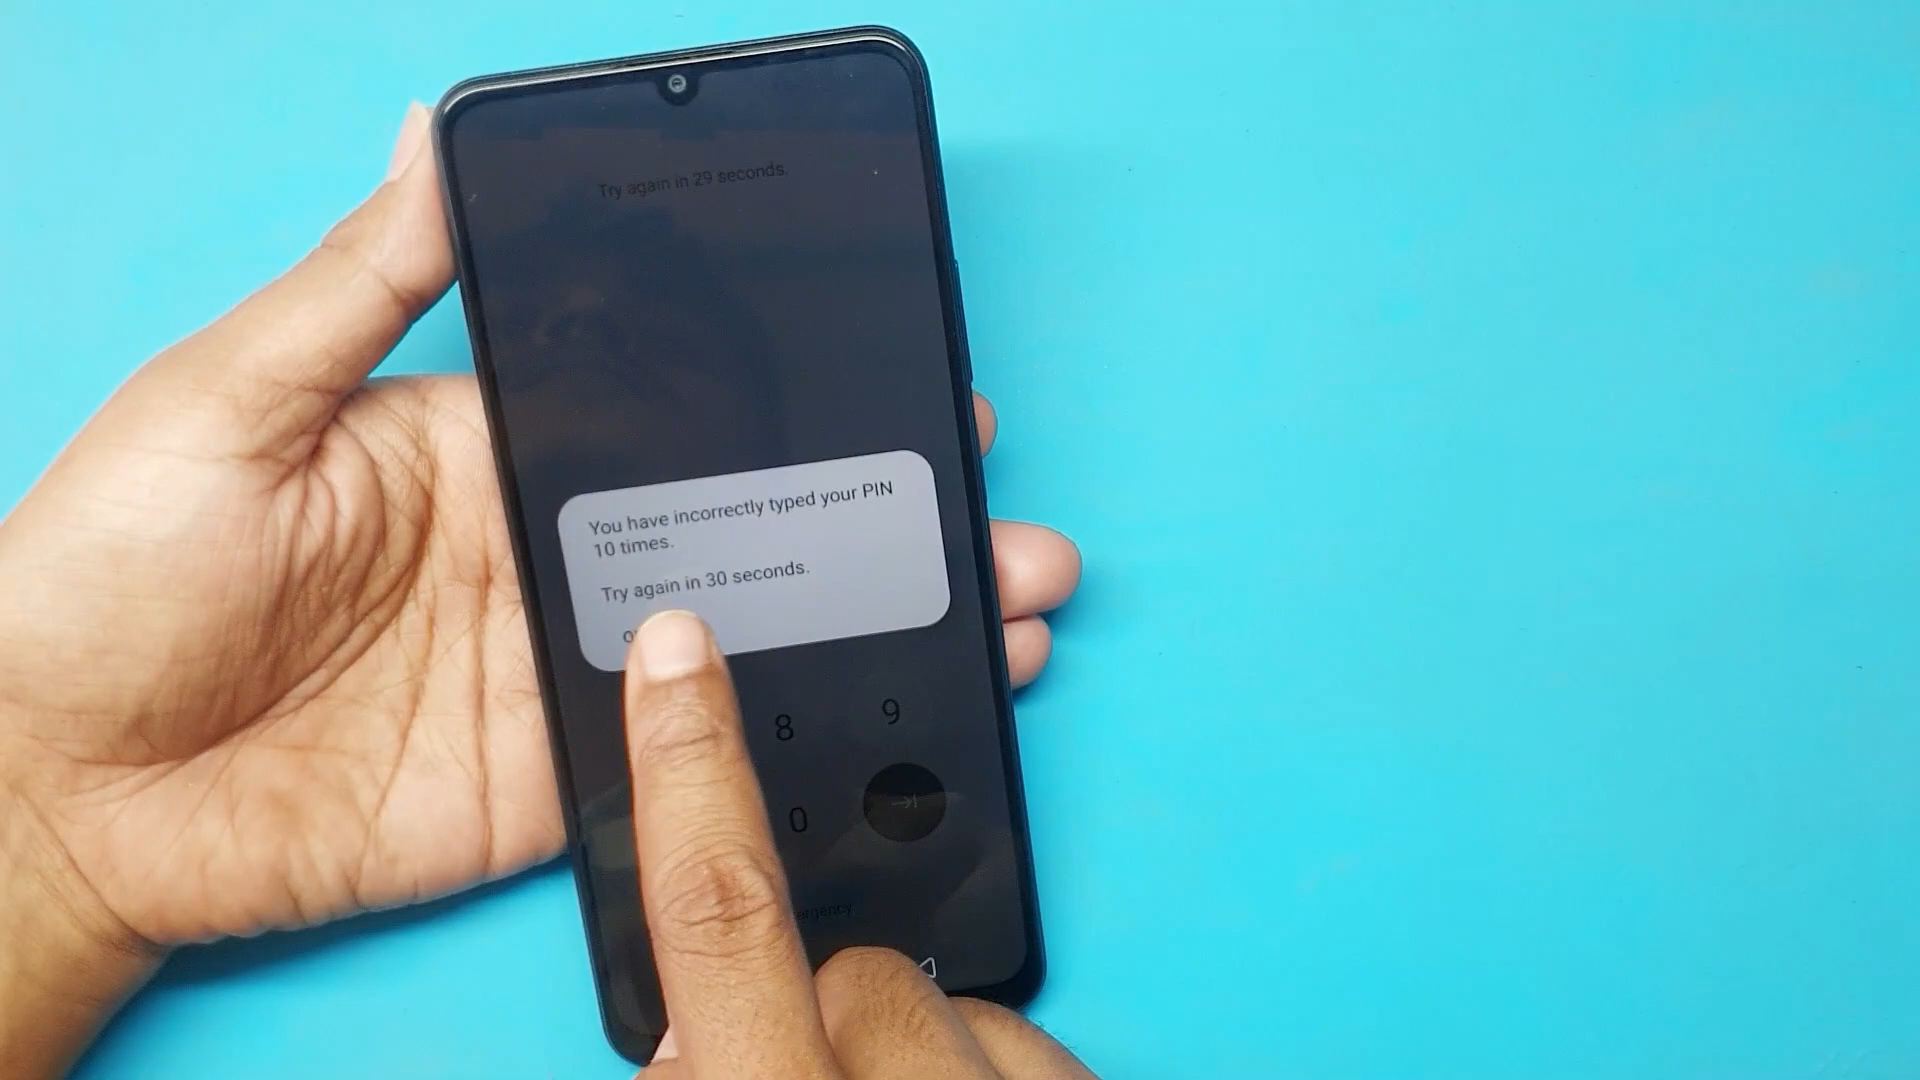 Try again in 29 seconds.
You have incorrectly typed your PIN
10 times.
Try again in 30 seconds.
8
9
0